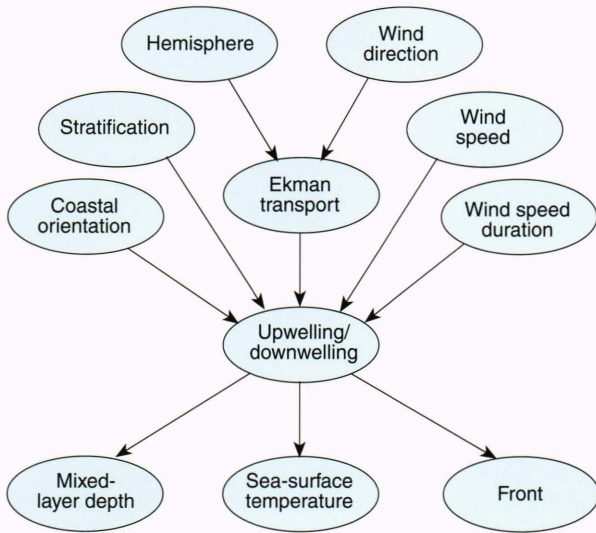 Hemisphere
Wind
direction
Stratification
Wind
speed
Ekman
transport
Coastal
orientation
Wind speed
duration
Upwelling/
downwelling
Mixed-
layer depth
Sea-surface
temperature
Front